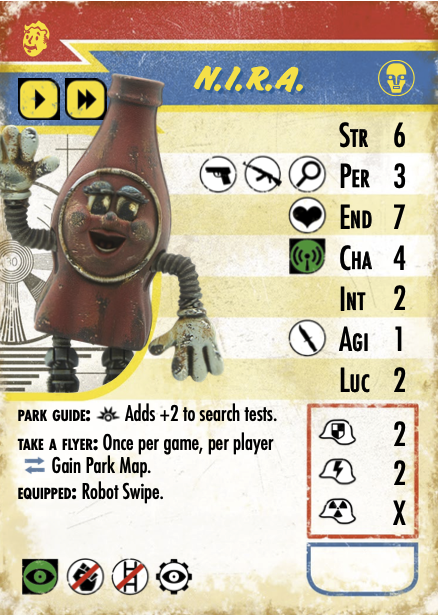 N.I.R.A.
STR 6
PER 3
END 7
CHA 4
INT 2
AGI 1
LUC 2
PARK GUIDE: Adds +2 to search tests.
TAKE A FLYER: Once per game, per player
Gain Park Map.
EQUIPPED: Robot Swipe.
2
2
X